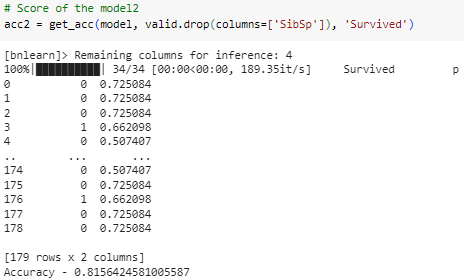 # Score of the model2
acc2 = get_acc(model, valid.drop(columns=['SibSp']), 'Survived')
[bnlearn]> Remaining columns for inference: 4
100%|██████████| 34/34 [00:00<00:00, 189.35it/s]     Survived         p
0           0  0.725084
1           0  0.725084
2           0  0.725084
3           1  0.662098
4           0  0.507407
..        ...       ...
174         0  0.507407
175         0  0.725084
176         1  0.662098
177         0  0.725084
178         0  0.725084
[179 rows x 2 columns]
Accuracy - 0.8156424581005587